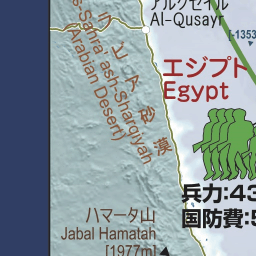 アルクセイル
Al-Qusayr
[-1353
ラビア砂漠
s-Sahra' ash-Sharqiyah
(Arabian Desert)
エジプト
Egypt
兵力:43
国防費:5
ハマータ山
Jabal Hamatah
[1977m]